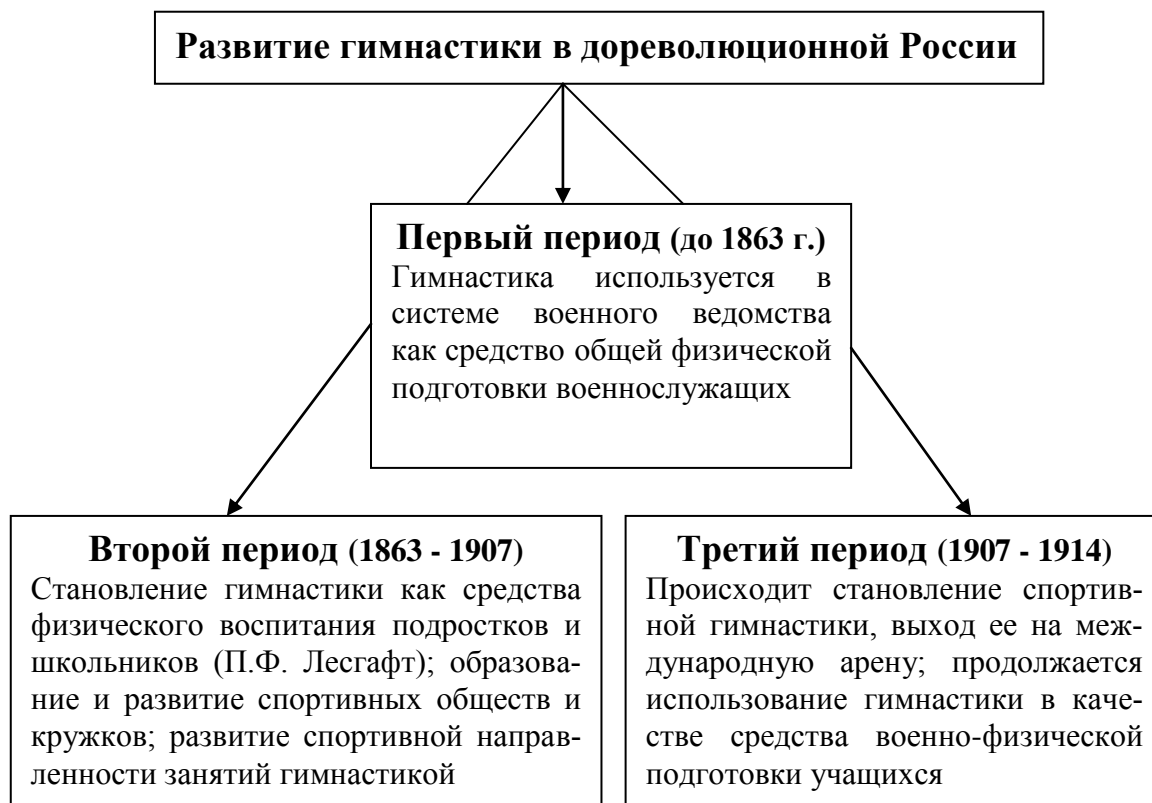 Развитие гимнастики в дореволюционной России
Первый период (до 1863 г.)
Гимнастика используется в
системе военного ведомства
как средство общей физической
подготовки военнослужащих
Второй период (1863 - 1907)
Становление гимнастики как средства
физического воспитания подростков и
школьников (П.Ф. Лесгафт); образова-
ние и развитие спортивных обществ и
кружков; развитие спортивной направ-
ленности занятий гимнастикой
Третий период (1907 - 1914)
Происходит становление спортив-
ной гимнастики, выход ее на меж-
дународную арену; продолжается
использование гимнастики в каче-
стве средства военно-физической
подготовки учащихся